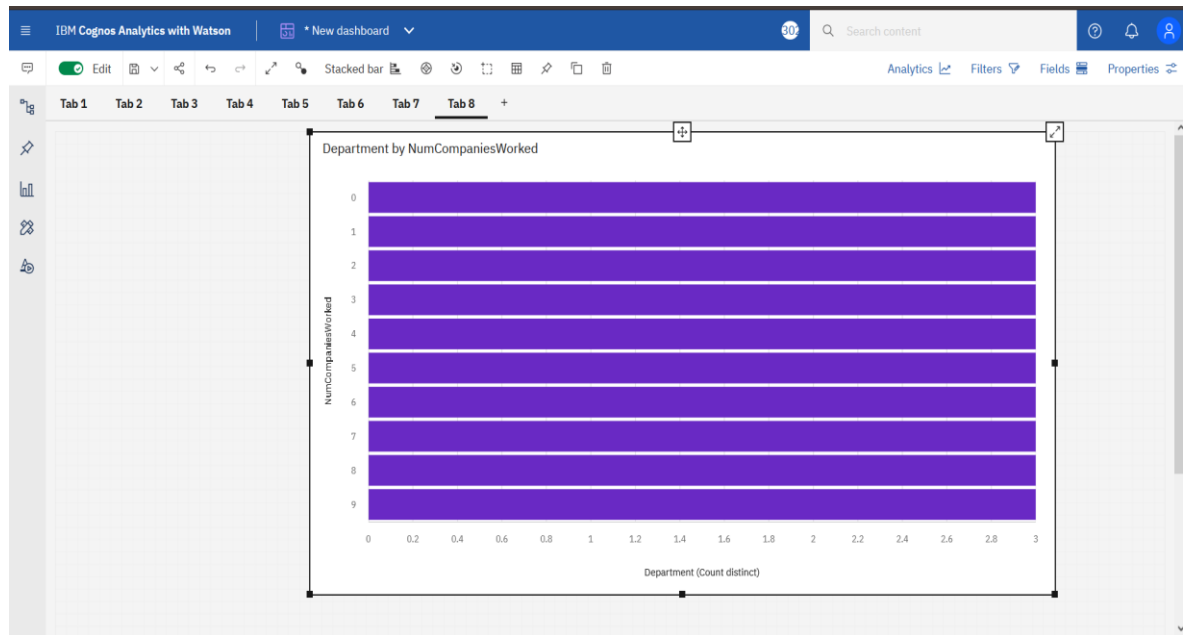 IBM Cognos Analytics with Watson
* New dashboard
302
Search content
Edit
Stacked bar
Analytics
Filters
Fields
Properties
Tab 1 Tab 2 Tab 3 Tab 4 Tab 5 Tab 6 Tab 7 Tab 8 +
Department by NumCompaniesWorked
NumCompaniesWorked
0
1
2
3
4
5
6
7
8
9
0 0.2 0.4 0.6 0.8 1 1.2 1.4 1.6 1.8 2 2.2 2.4 2.6 2.8 3
Department (Count distinct)